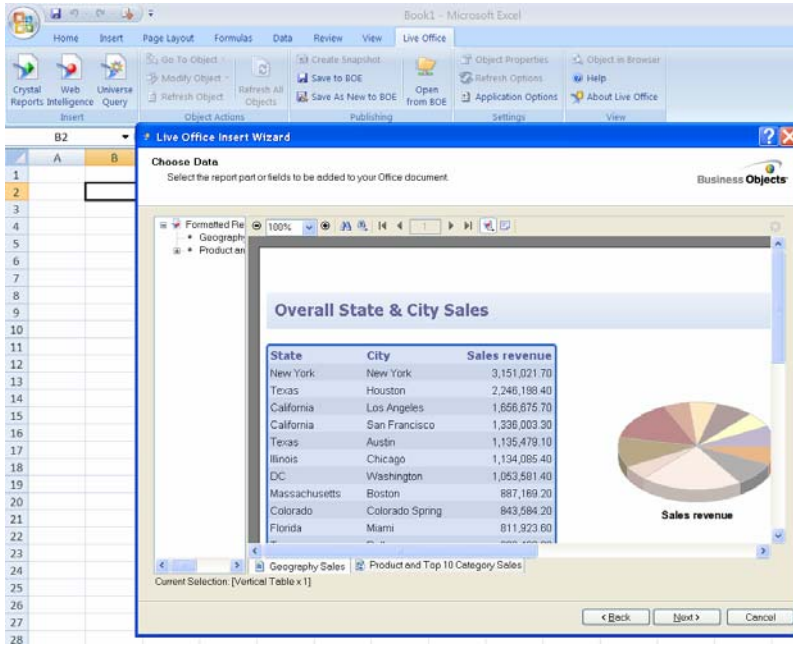 Book1 - Microsoft Excel
Home Insert Page Layout Formulas Data Review View Live Office
Crystal Reports
Web Intelligence
Universe Query
Insert
Go To Object
Modify Object
Refresh Object
Refresh All Objects
Object Actions
Create Snapshot
Save to BOE
Save As New to BOE
Open from BOE
Publishing
Object Properties
Refresh Options
Application Options
Settings
Object in Browser
Help
About Live Office
View
B2
Live Office Insert Wizard
A B
Choose Data
Select the report part or fields to be added to your Office document.
Business Objects
1
2
3
4
5
6
7
8
9
10
11
12
13
14
15
16
17
18
19
20
21
22
23
24
25
26
27
28
Formatted Re
Geography
Product an
100%
1
Overall State & City Sales
State City Sales revenue
New York New York 3,151,021.70
Texas Houston 2,246,198.40
California Los Angeles 1,656,675.70
California San Francisco 1,336,003.30
Texas Austin 1,135,479.10
Illinois Chicago 1,134,085.40
DC Washington 1,053,581.40
Massachusetts Boston 887,169.20
Colorado Colorado Spring 843,584.20
Florida Miami 811,923.60
Sales revenue
Geography Sales Product and Top 10 Category Sales
Current Selection: [Vertical Table x 1]
< Back Next > Cancel